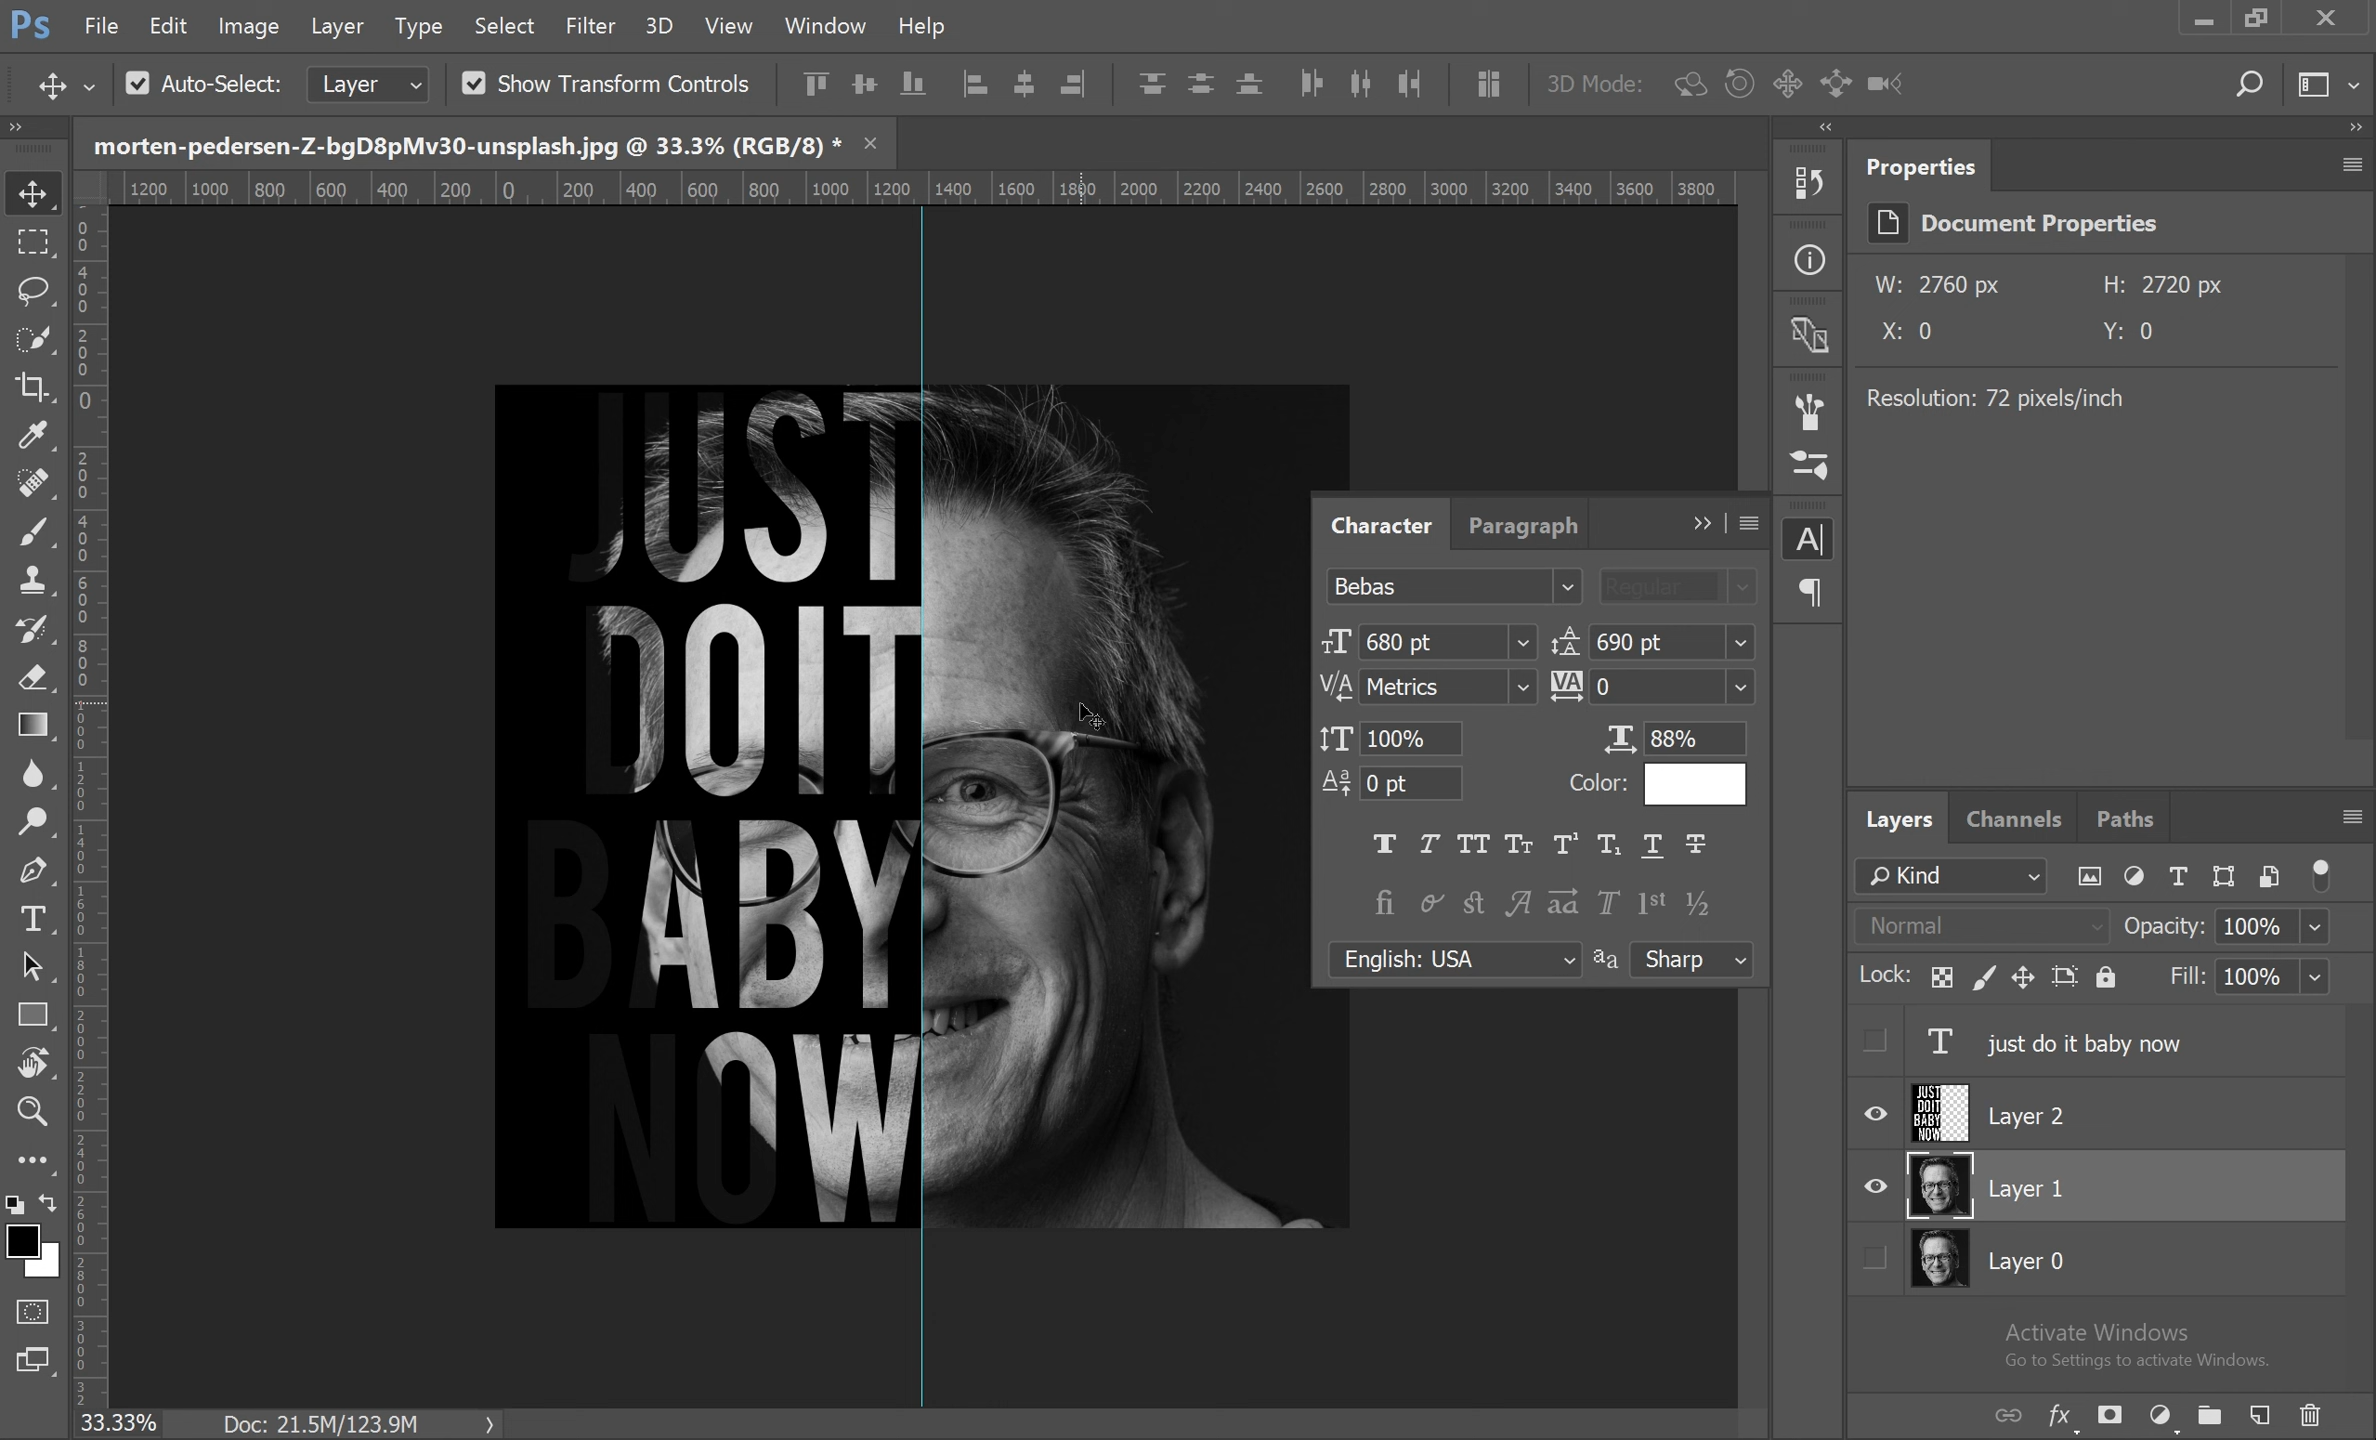 Ps File Edit Image Layer Type Select Filter 3D View Window Help
Auto-Select: Layer Show Transform Controls 3D Mode:
morten-pedersen-Z-bgD8pMv30-unsplash.jpg @ 33.3% (RGB/8) * ×
1200 1000 800 600 400 200 0 200 400 600 800 1000 1200 1400 1600 1800 2000 2200 2400 2600 2800 3000 3200 3400 3600 3800
JUST
DO IT
BABY
NOW
Character Paragraph
Bebas Regular
680 pt 690 pt
Metrics 0
100% 88%
0 pt Color:
English: USA Sharp
Properties
Document Properties
W: 2760 px H: 2720 px
X: 0 Y: 0
Resolution: 72 pixels/inch
Layers Channels Paths
Kind
Normal Opacity: 100%
Lock: Fill: 100%
just do it baby now
Layer 2
Layer 1
Layer 0
Activate Windows
Go to Settings to activate Windows.
33.33% Doc: 21.5M/123.9M